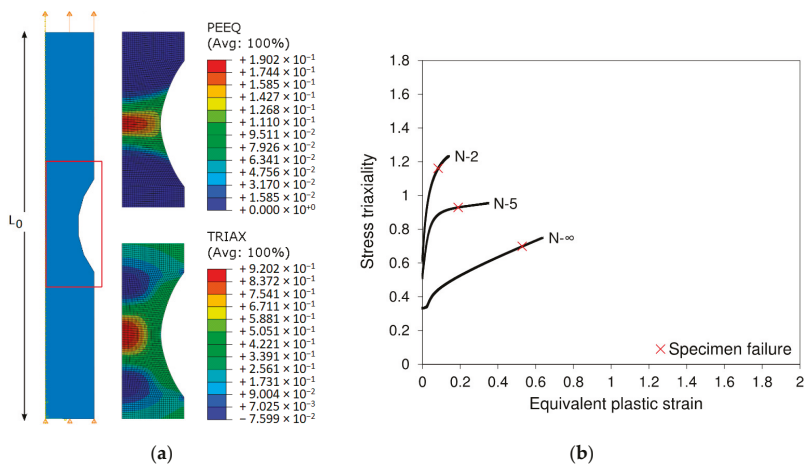 L₀
PEEQ
(Avg: 100%)
+ 1.902 × 10⁻¹
+ 1.744 × 10⁻¹
+ 1.585 × 10⁻¹
+ 1.427 × 10⁻¹
+ 1.268 × 10⁻¹
+ 1.110 × 10⁻¹
+ 9.511 × 10⁻²
+ 7.926 × 10⁻²
+ 6.341 × 10⁻²
+ 4.756 × 10⁻²
+ 3.170 × 10⁻²
+ 1.585 × 10⁻²
+ 0.000 × 10⁺⁰
TRIAX
(Avg: 100%)
+ 9.202 × 10⁻¹
+ 8.372 × 10⁻¹
+ 7.541 × 10⁻¹
+ 6.711 × 10⁻¹
+ 5.881 × 10⁻¹
+ 5.051 × 10⁻¹
+ 4.221 × 10⁻¹
+ 3.391 × 10⁻¹
+ 2.561 × 10⁻¹
+ 1.731 × 10⁻¹
+ 9.004 × 10⁻²
+ 7.025 × 10⁻³
− 7.599 × 10⁻²
(a)
Stress triaxiality
1.8
1.6
1.4
1.2
1
0.8
0.6
0.4
0.2
0
N-2
N-5
N-∞
Specimen failure
0 0.2 0.4 0.6 0.8 1 1.2 1.4 1.6 1.8 2
Equivalent plastic strain
(b)